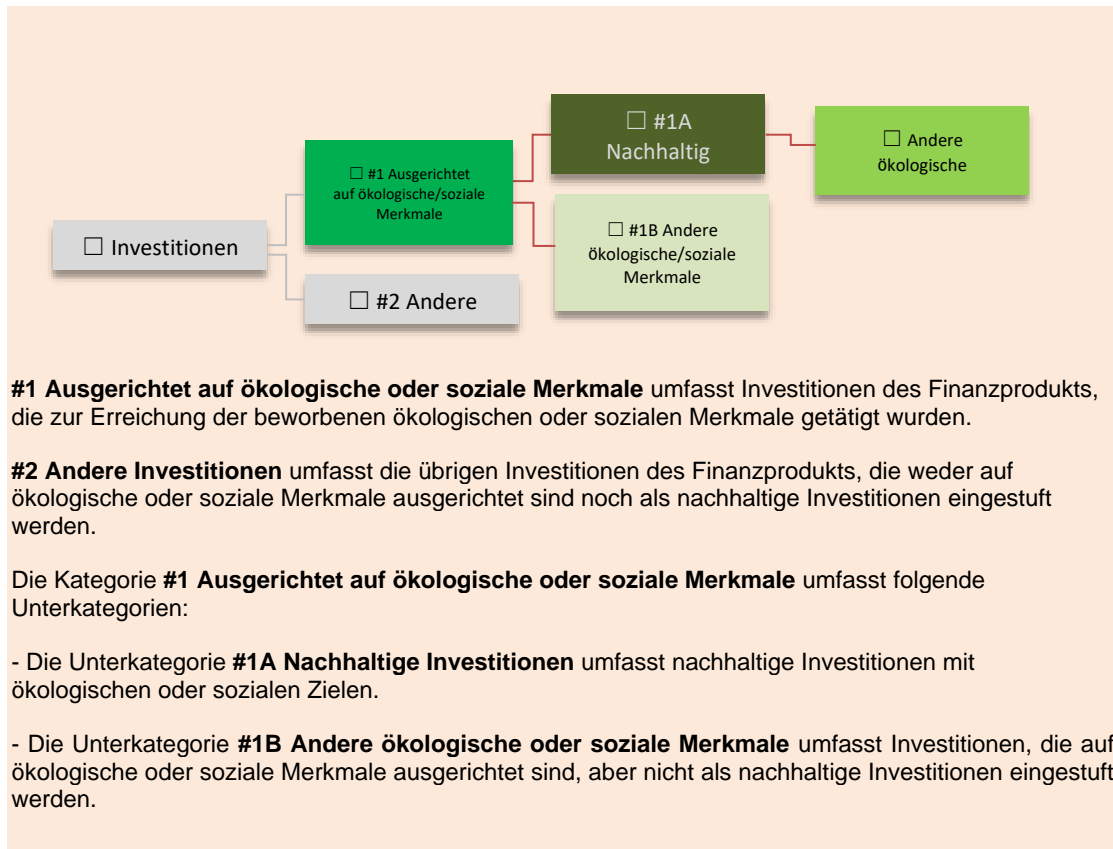 ☐ #1A
Nachhaltig
☐ Andere
ökologische
☐ #1 Ausgerichtet
auf ökologische/soziale
Merkmale
☐ #1B Andere
ökologische/soziale
Merkmale
☐ Investitionen
☐ #2 Andere
#1 Ausgerichtet auf ökologische oder soziale Merkmale umfasst Investitionen des Finanzprodukts,
die zur Erreichung der beworbenen ökologischen oder sozialen Merkmale getätigt wurden.
#2 Andere Investitionen umfasst die übrigen Investitionen des Finanzprodukts, die weder auf
ökologische oder soziale Merkmale ausgerichtet sind noch als nachhaltige Investitionen eingestuft
werden.
Die Kategorie #1 Ausgerichtet auf ökologische oder soziale Merkmale umfasst folgende
Unterkategorien:
- Die Unterkategorie #1A Nachhaltige Investitionen umfasst nachhaltige Investitionen mit
ökologischen oder sozialen Zielen.
- Die Unterkategorie #1B Andere ökologische oder soziale Merkmale umfasst Investitionen, die auf
ökologische oder soziale Merkmale ausgerichtet sind, aber nicht als nachhaltige Investitionen eingestuft
werden.